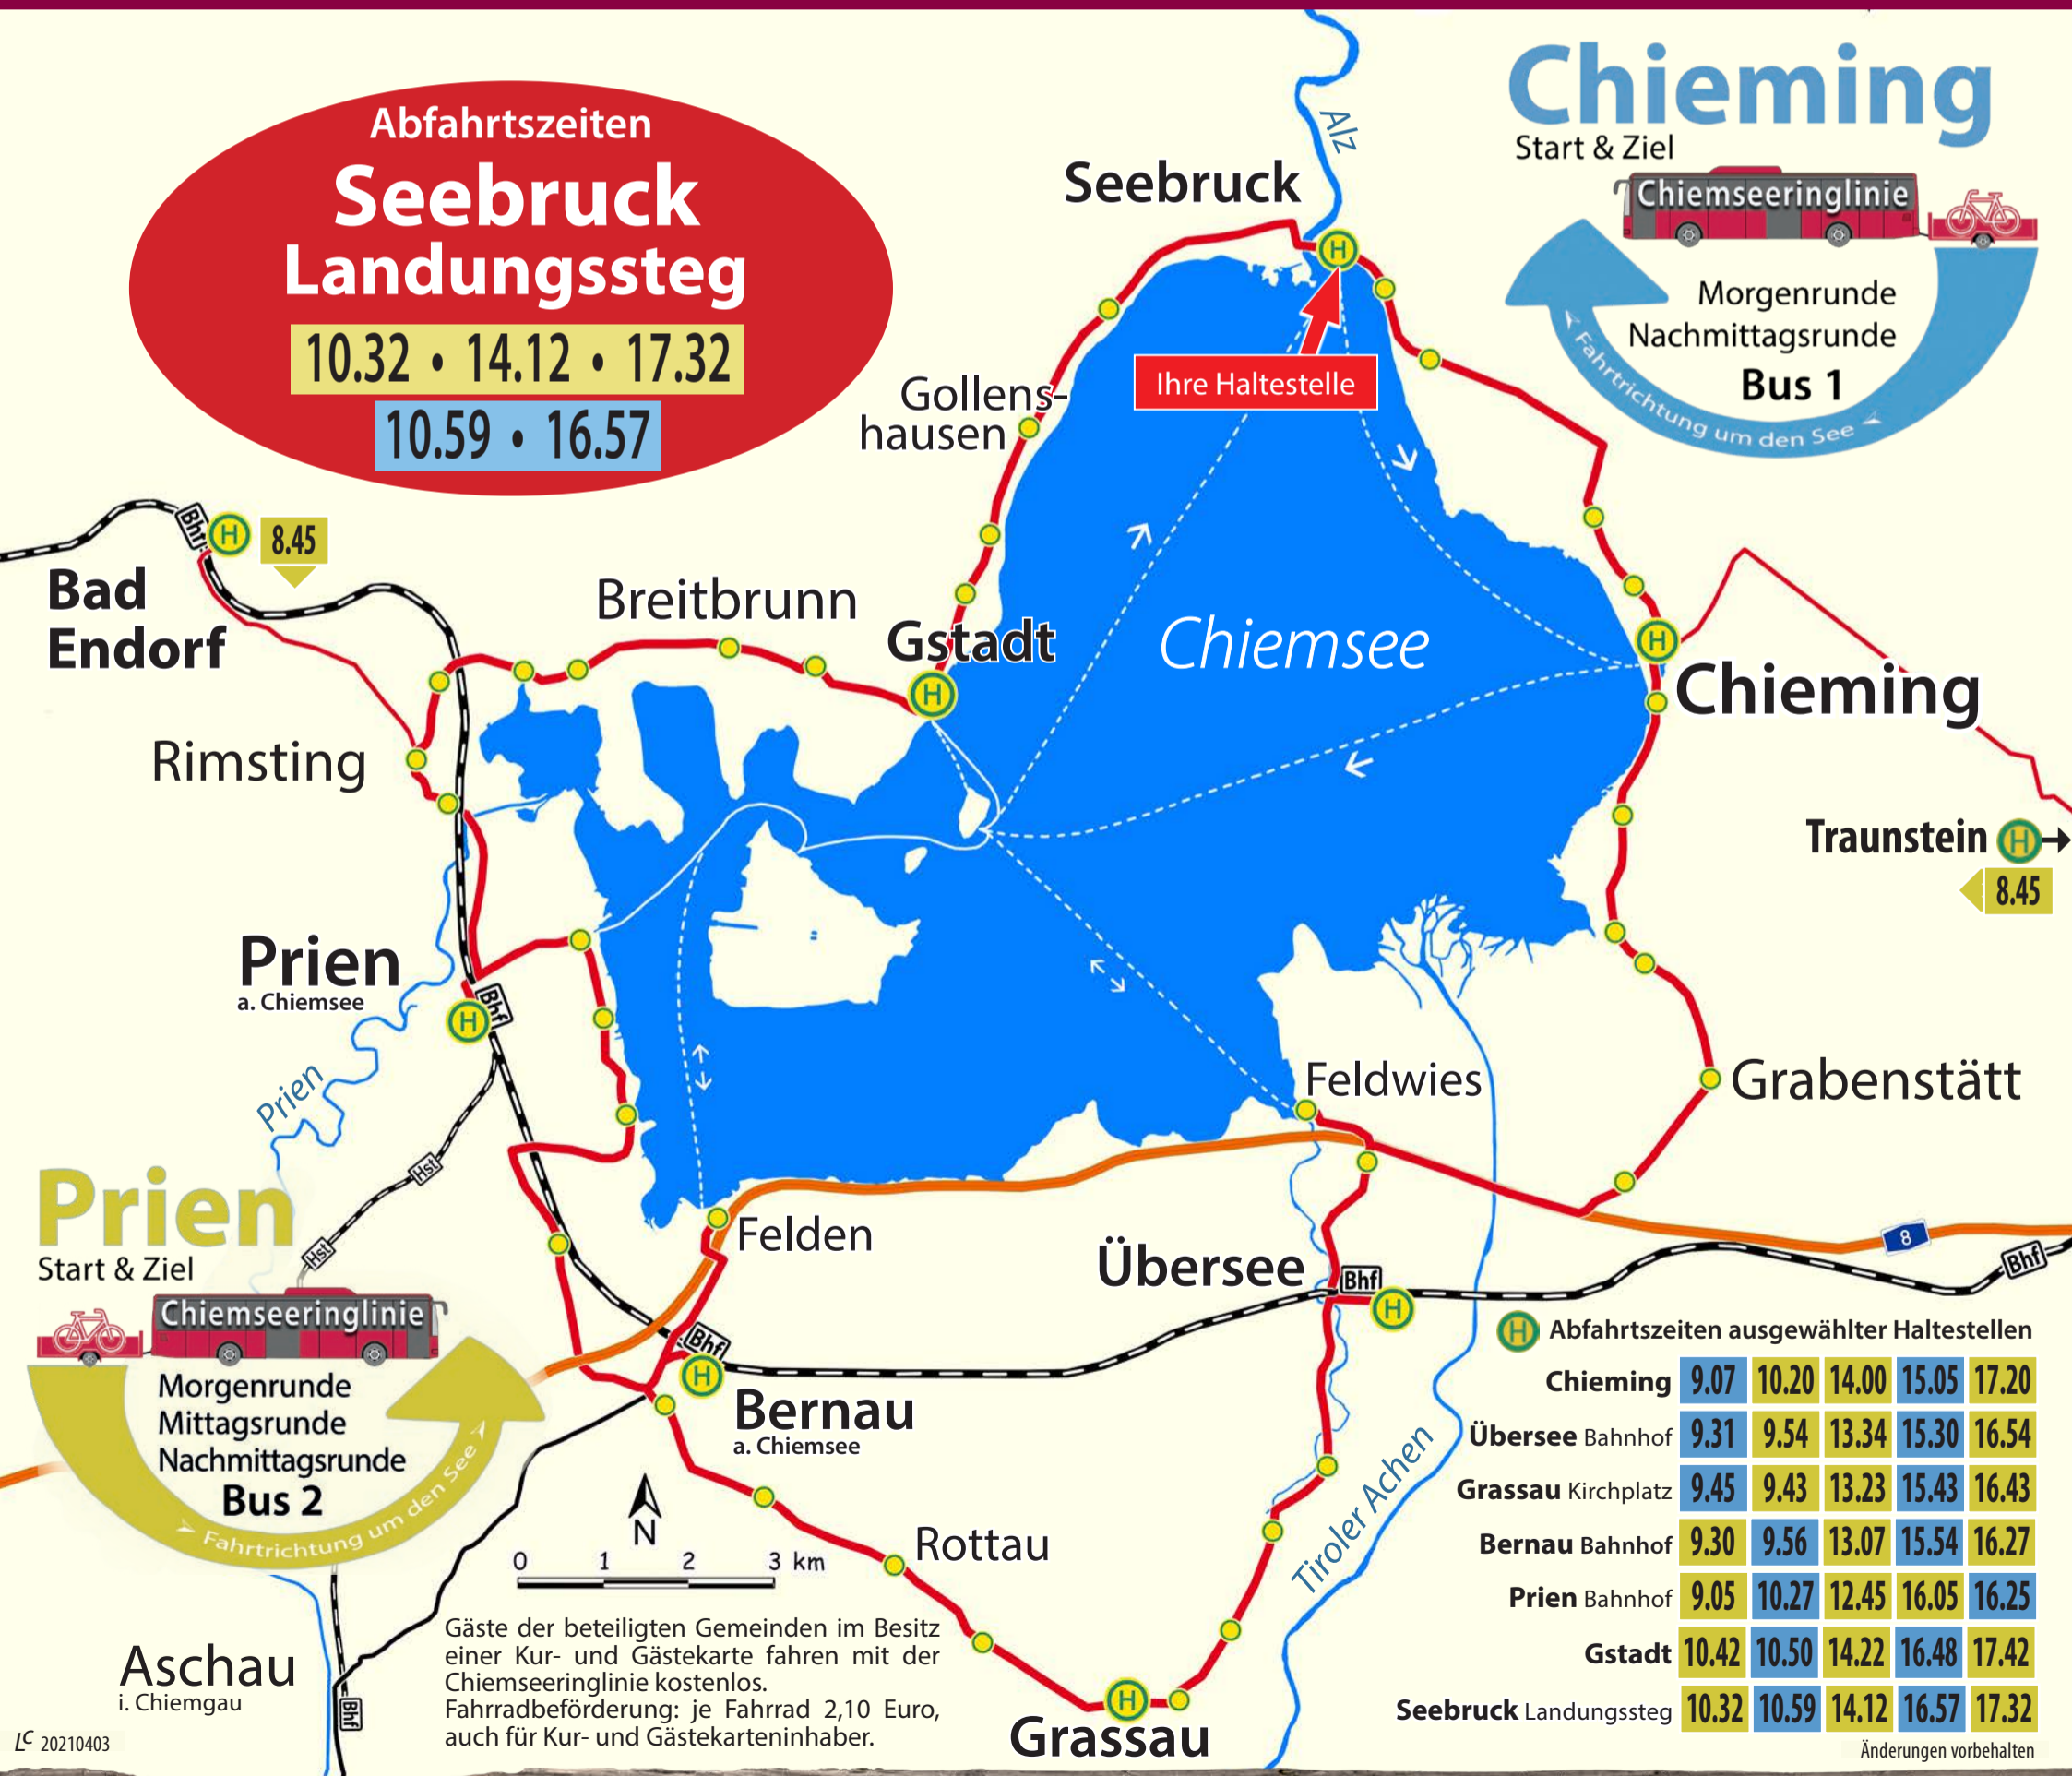 Abfahrtszeiten
Seebruck
Landungssteg
10.32 • 14.12 • 17.32
10.59 • 16.57
Chieming
Start & Ziel
Chiemseeringlinie
Morgenrunde
Nachmittagsrunde
Bus 1
Fahrtrichtung um den See
Alz
Seebruck
Ihre Haltestelle
Gollens-
hausen
Bhf
H
8.45
Bad
Endorf
Breitbrunn
Gstadt
H
Chiemsee
H
H
Chieming
Rimsting
Traunstein H
8.45
Prien
a. Chiemsee
Bhf
H
Prien
Feldwies
Grabenstätt
Hst
Hst
Felden
Übersee
Bhf
H
8
Bhf
Prien
Start & Ziel
Chiemseeringlinie
Morgenrunde
Mittagsrunde
Nachmittagsrunde
Bus 2
Fahrtrichtung um den See
Bhf
H
Bernau
a. Chiemsee
N
0 1 2 3 km
Rottau
Tiroler Achen
H
Grassau
Aschau
i. Chiemgau
Bhf
Gäste der beteiligten Gemeinden im Besitz
einer Kur- und Gästekarte fahren mit der
Chiemseeringlinie kostenlos.
Fahrradbeförderung: je Fahrrad 2,10 Euro,
auch für Kur- und Gästekarteninhaber.
H Abfahrtszeiten ausgewählter Haltestellen
Chieming 9.07 10.20 14.00 15.05 17.20
Übersee Bahnhof 9.31 9.54 13.34 15.30 16.54
Grassau Kirchplatz 9.45 9.43 13.23 15.43 16.43
Bernau Bahnhof 9.30 9.56 13.07 15.54 16.27
Prien Bahnhof 9.05 10.27 12.45 16.05 16.25
Gstadt 10.42 10.50 14.22 16.48 17.42
Seebruck Landungssteg 10.32 10.59 14.12 16.57 17.32
Änderungen vorbehalten
LC 20210403